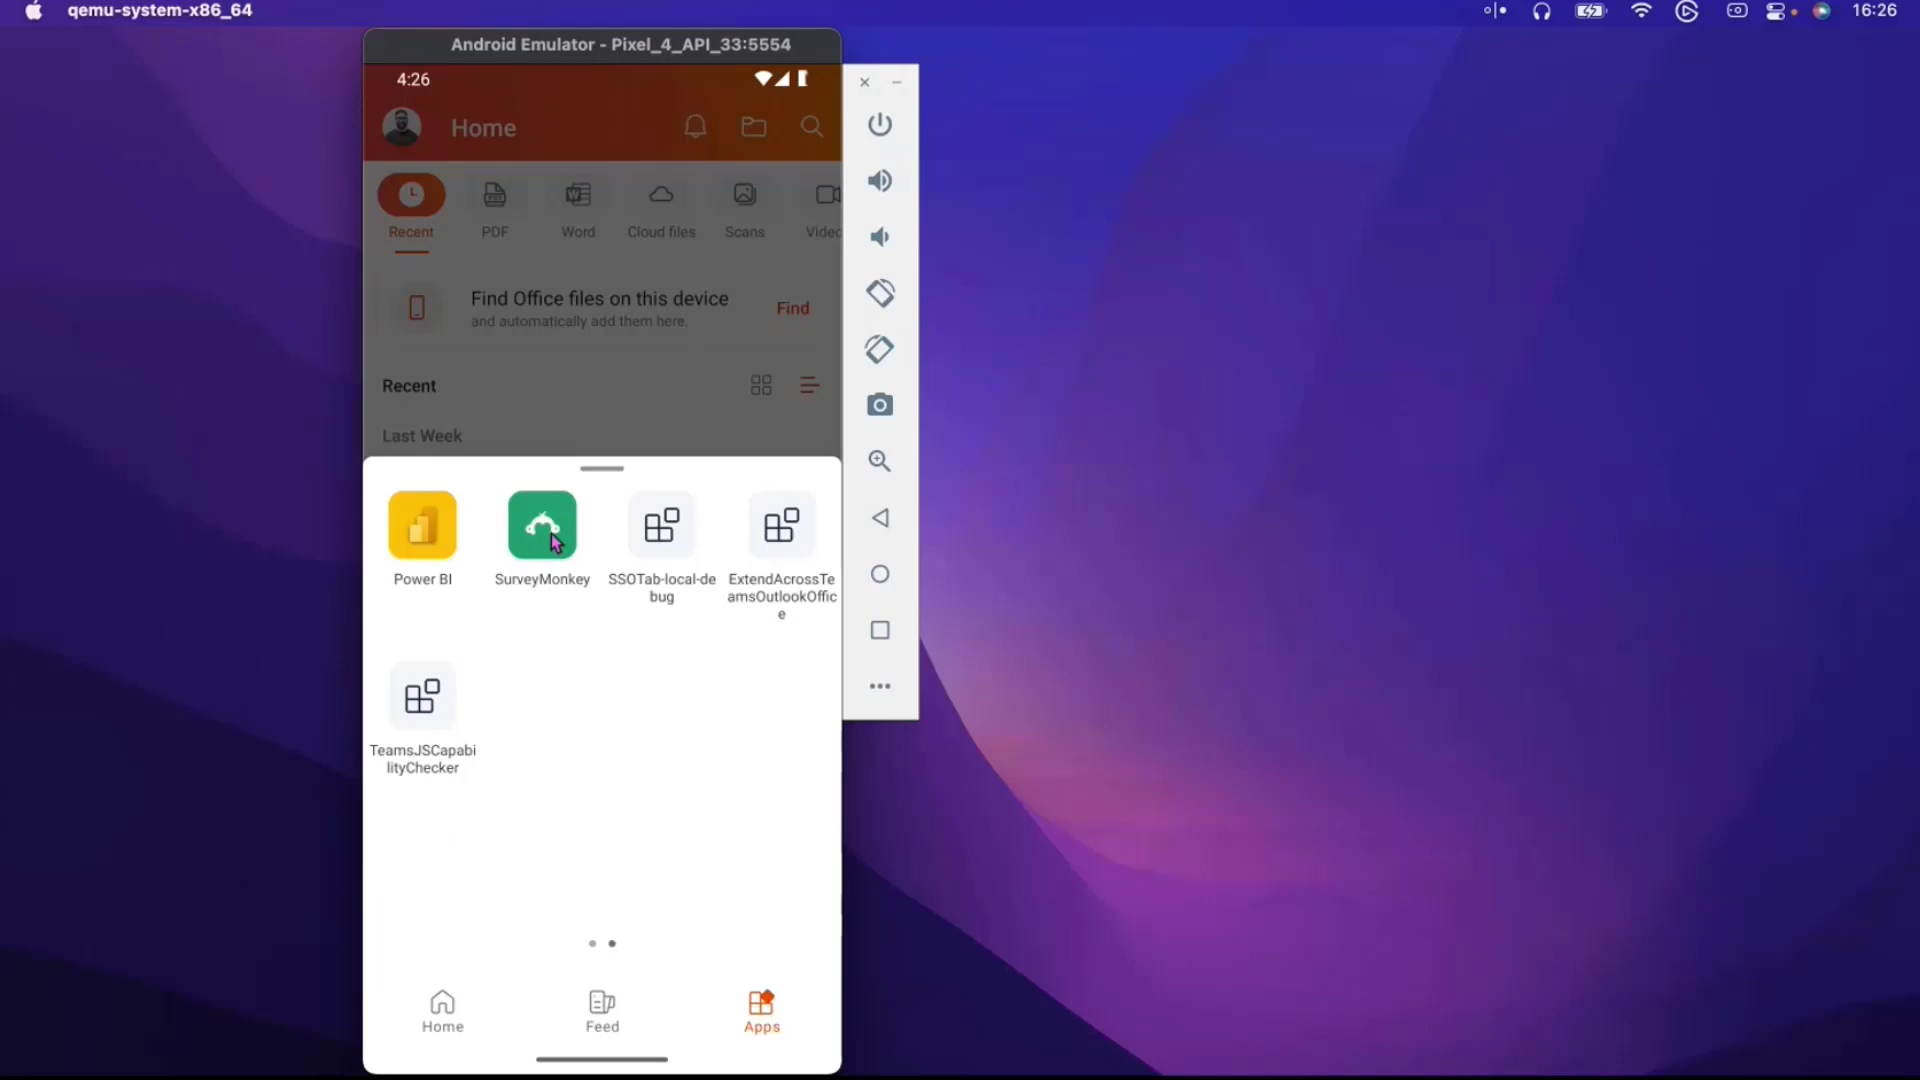 qemu-system-x86_64
16:26
Android Emulator - Pixel_4_API_33:5554
4:26
Home
Recent
PDF
Word
Cloud files
Scans
Videc
Find Office files on this device
and automatically add them here.
Find
Recent
Last Week
Power BI
SurveyMonkey
SSOTab-local-de
bug
ExtendAcrossTe
amsOutlookOffic
e
TeamsJSCapabi
lityChecker
Home
Feed
Apps